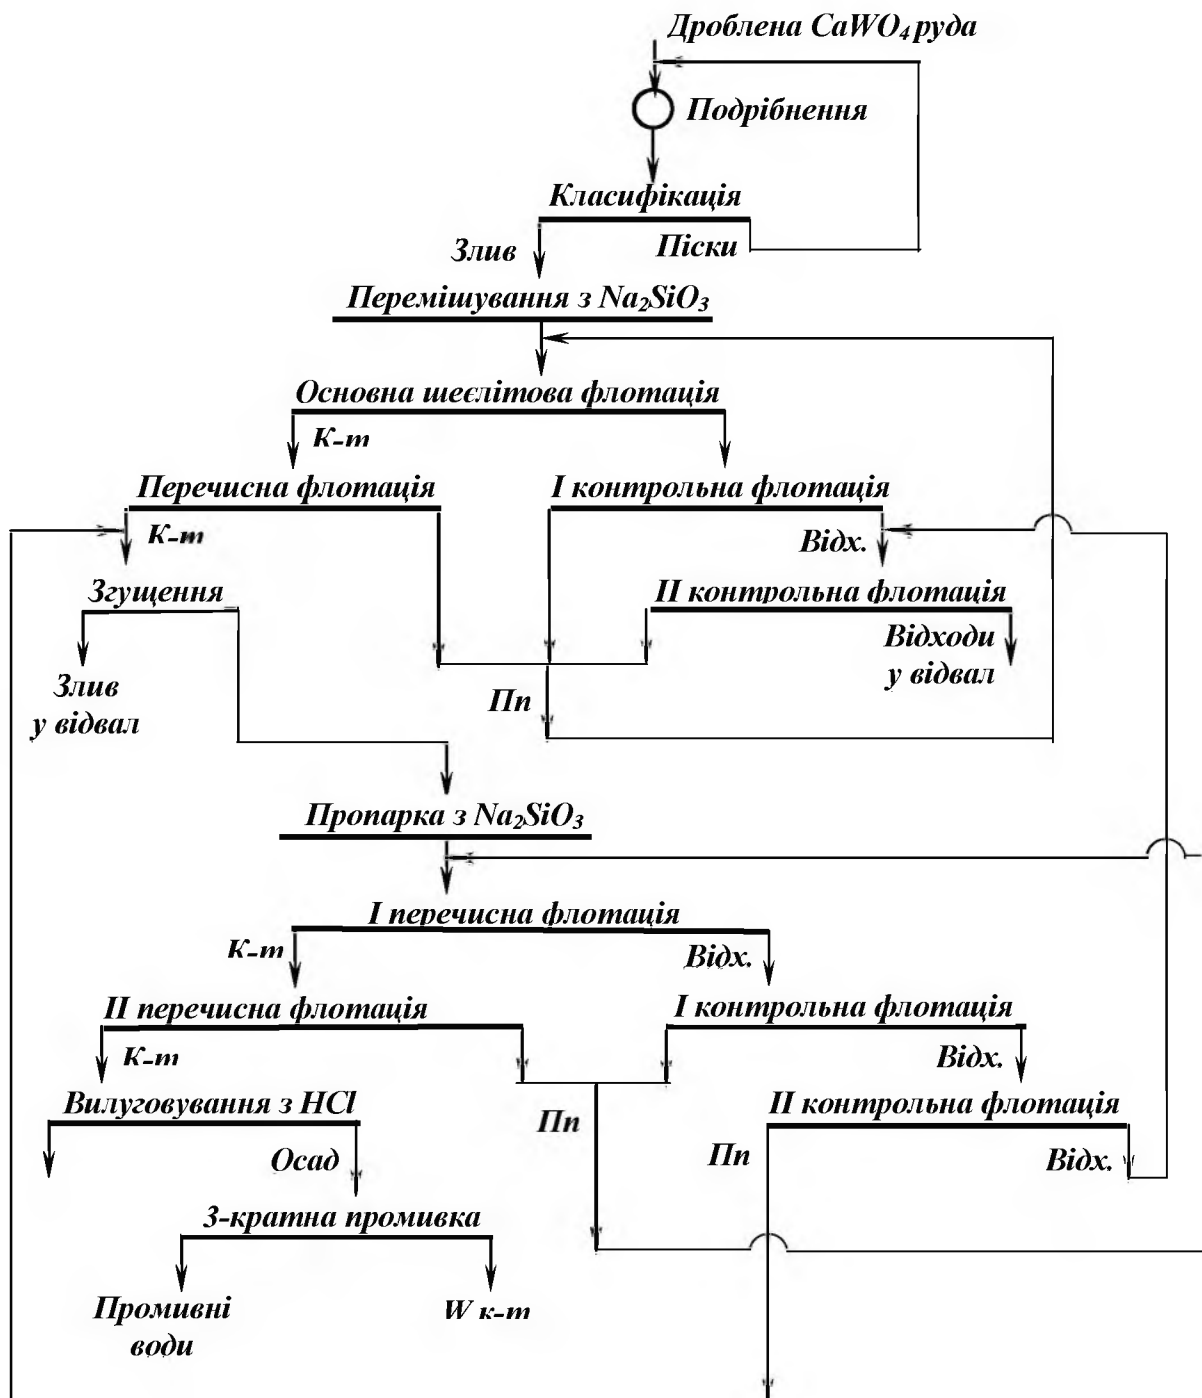 Дроблена CaWO₄ руда
Подрібнення
Класифікація
Злив
Піски
Перемішування з Na₂SiO₃
Основна шеєлітова флотація
К-т
Перечисна флотація
І контрольна флотація
К-т
Відх.
Згущення
ІІ контрольна флотація
Злив
у відвал
Відходи
у відвал
Пп
Пропарка з Na₂SiO₃
І перечисна флотація
К-т
Відх.
ІІ перечисна флотація
І контрольна флотація
К-т
Відх.
Вилуговування з HCl
ІІ контрольна флотація
Пп
Осад
Пп
Відх.
3-кратна промивка
Промивні
води
W к-т